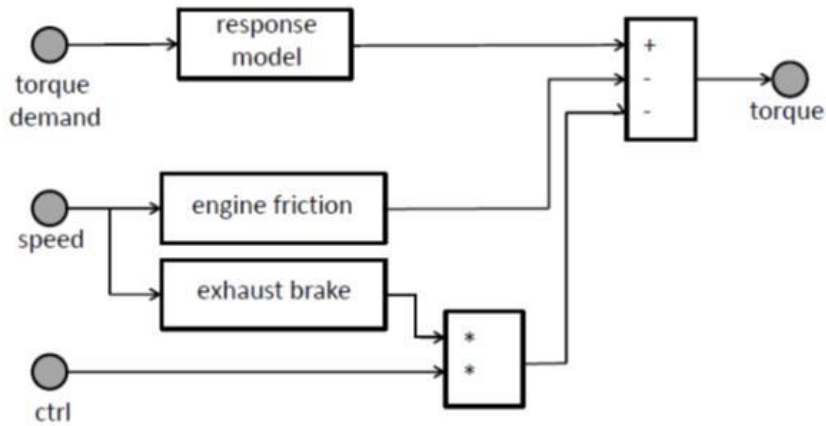 response
model
+
-
-
torque
demand
torque
engine friction
speed
exhaust brake
*
*
ctrl